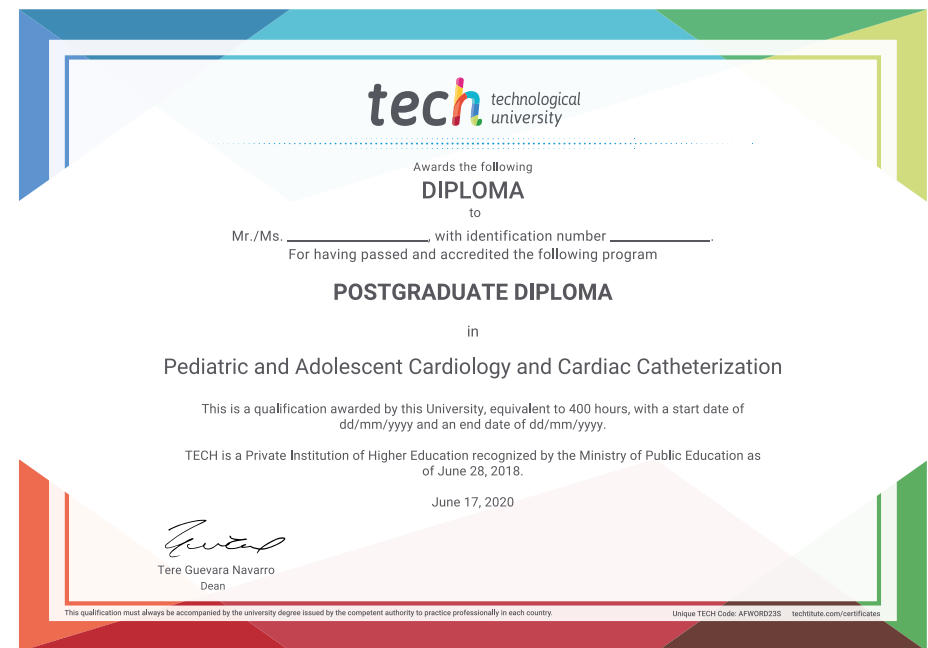 tech technological
university
Awards the following
DIPLOMA
to
Mr./Ms. ____________, with identification number ____________.
For having passed and accredited the following program
POSTGRADUATE DIPLOMA
in
Pediatric and Adolescent Cardiology and Cardiac Catheterization
This is a qualification awarded by this University, equivalent to 400 hours, with a start date of
dd/mm/yyyy and an end date of dd/mm/yyyy.
TECH is a Private Institution of Higher Education recognized by the Ministry of Public Education as
of June 28, 2018.
June 17, 2020
Tere Guevara Navarro
Dean
This qualification must always be accompanied by the university degree issued by the competent authority to practice professionally in each country. Unique TECH Code: AFWORD23S techtitute.com/certificates